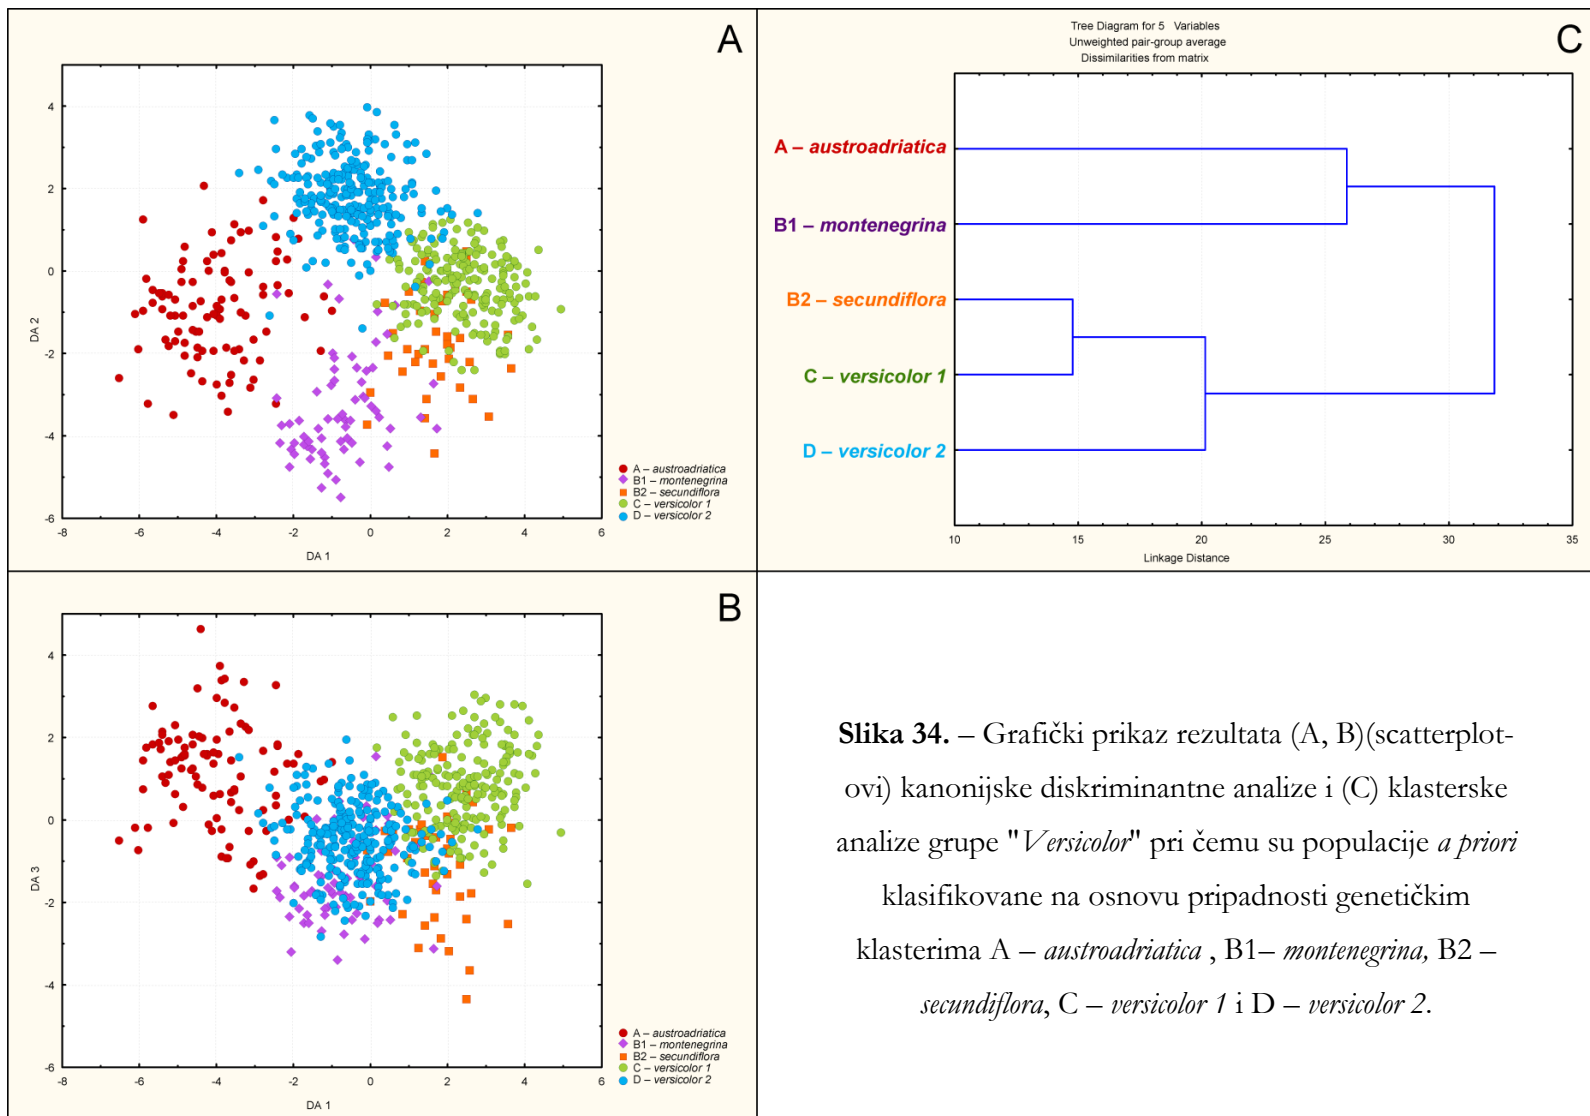 A
4
2
0
-2
-4
-6
-8
-6
-4
-2
0
2
4
6
DA 2
DA 1
A – austroadriatica
B1 – montenegrina
B2 – secundiflora
C – versicolor 1
D – versicolor 2
C
Tree Diagram for 5 Variables
Unweighted pair-group average
Dissimilarities from matrix
A – austroadriatica
B1 – montenegrina
B2 – secundiflora
C – versicolor 1
D – versicolor 2
10
15
20
25
30
35
Linkage Distance
B
4
2
0
-2
-4
-6
-8
-6
-4
-2
0
2
4
6
DA 3
DA 1
A – austroadriatica
B1 – montenegrina
B2 – secundiflora
C – versicolor 1
D – versicolor 2
Slika 34. – Grafički prikaz rezultata (A, B)(scatterplot-
ovi) kanonijske diskriminantne analize i (C) klasterske
analize grupe "Versicolor" pri čemu su populacije a priori
klasifikovane na osnovu pripadnosti genetičkim
klasterima A – austroadriatica , B1– montenegrina, B2 –
secundiflora, C – versicolor 1 i D – versicolor 2.